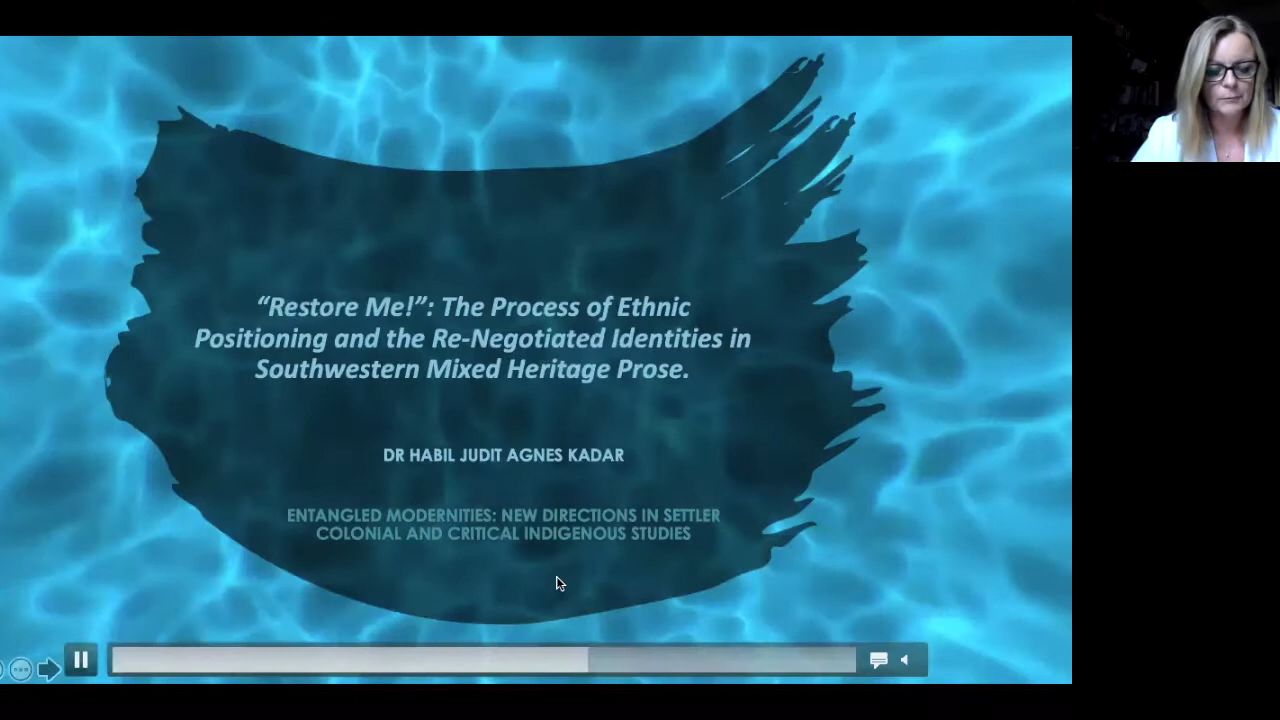 “Restore Me!”: The Process of Ethnic
Positioning and the Re-Negotiated Identities in
Southwestern Mixed Heritage Prose.
DR HABIL JUDIT AGNES KADAR
ENTANGLED MODERNITIES: NEW DIRECTIONS IN SETTLER
COLONIAL AND CRITICAL INDIGENOUS STUDIES